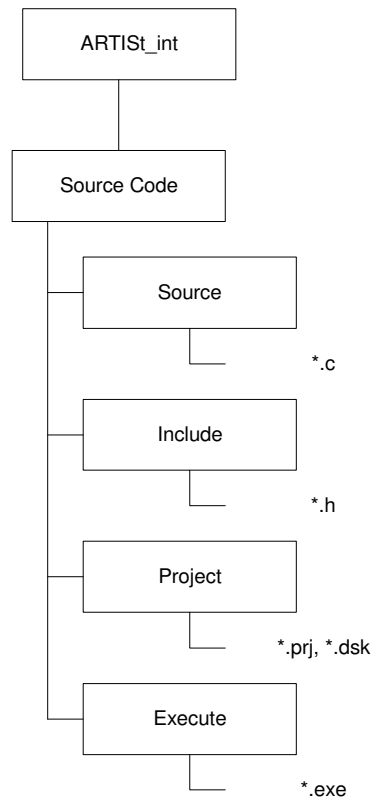 ARTISt_int
Source Code
Source
*.c
Include
*.h
Project
*.prj, *.dsk
Execute
*.exe